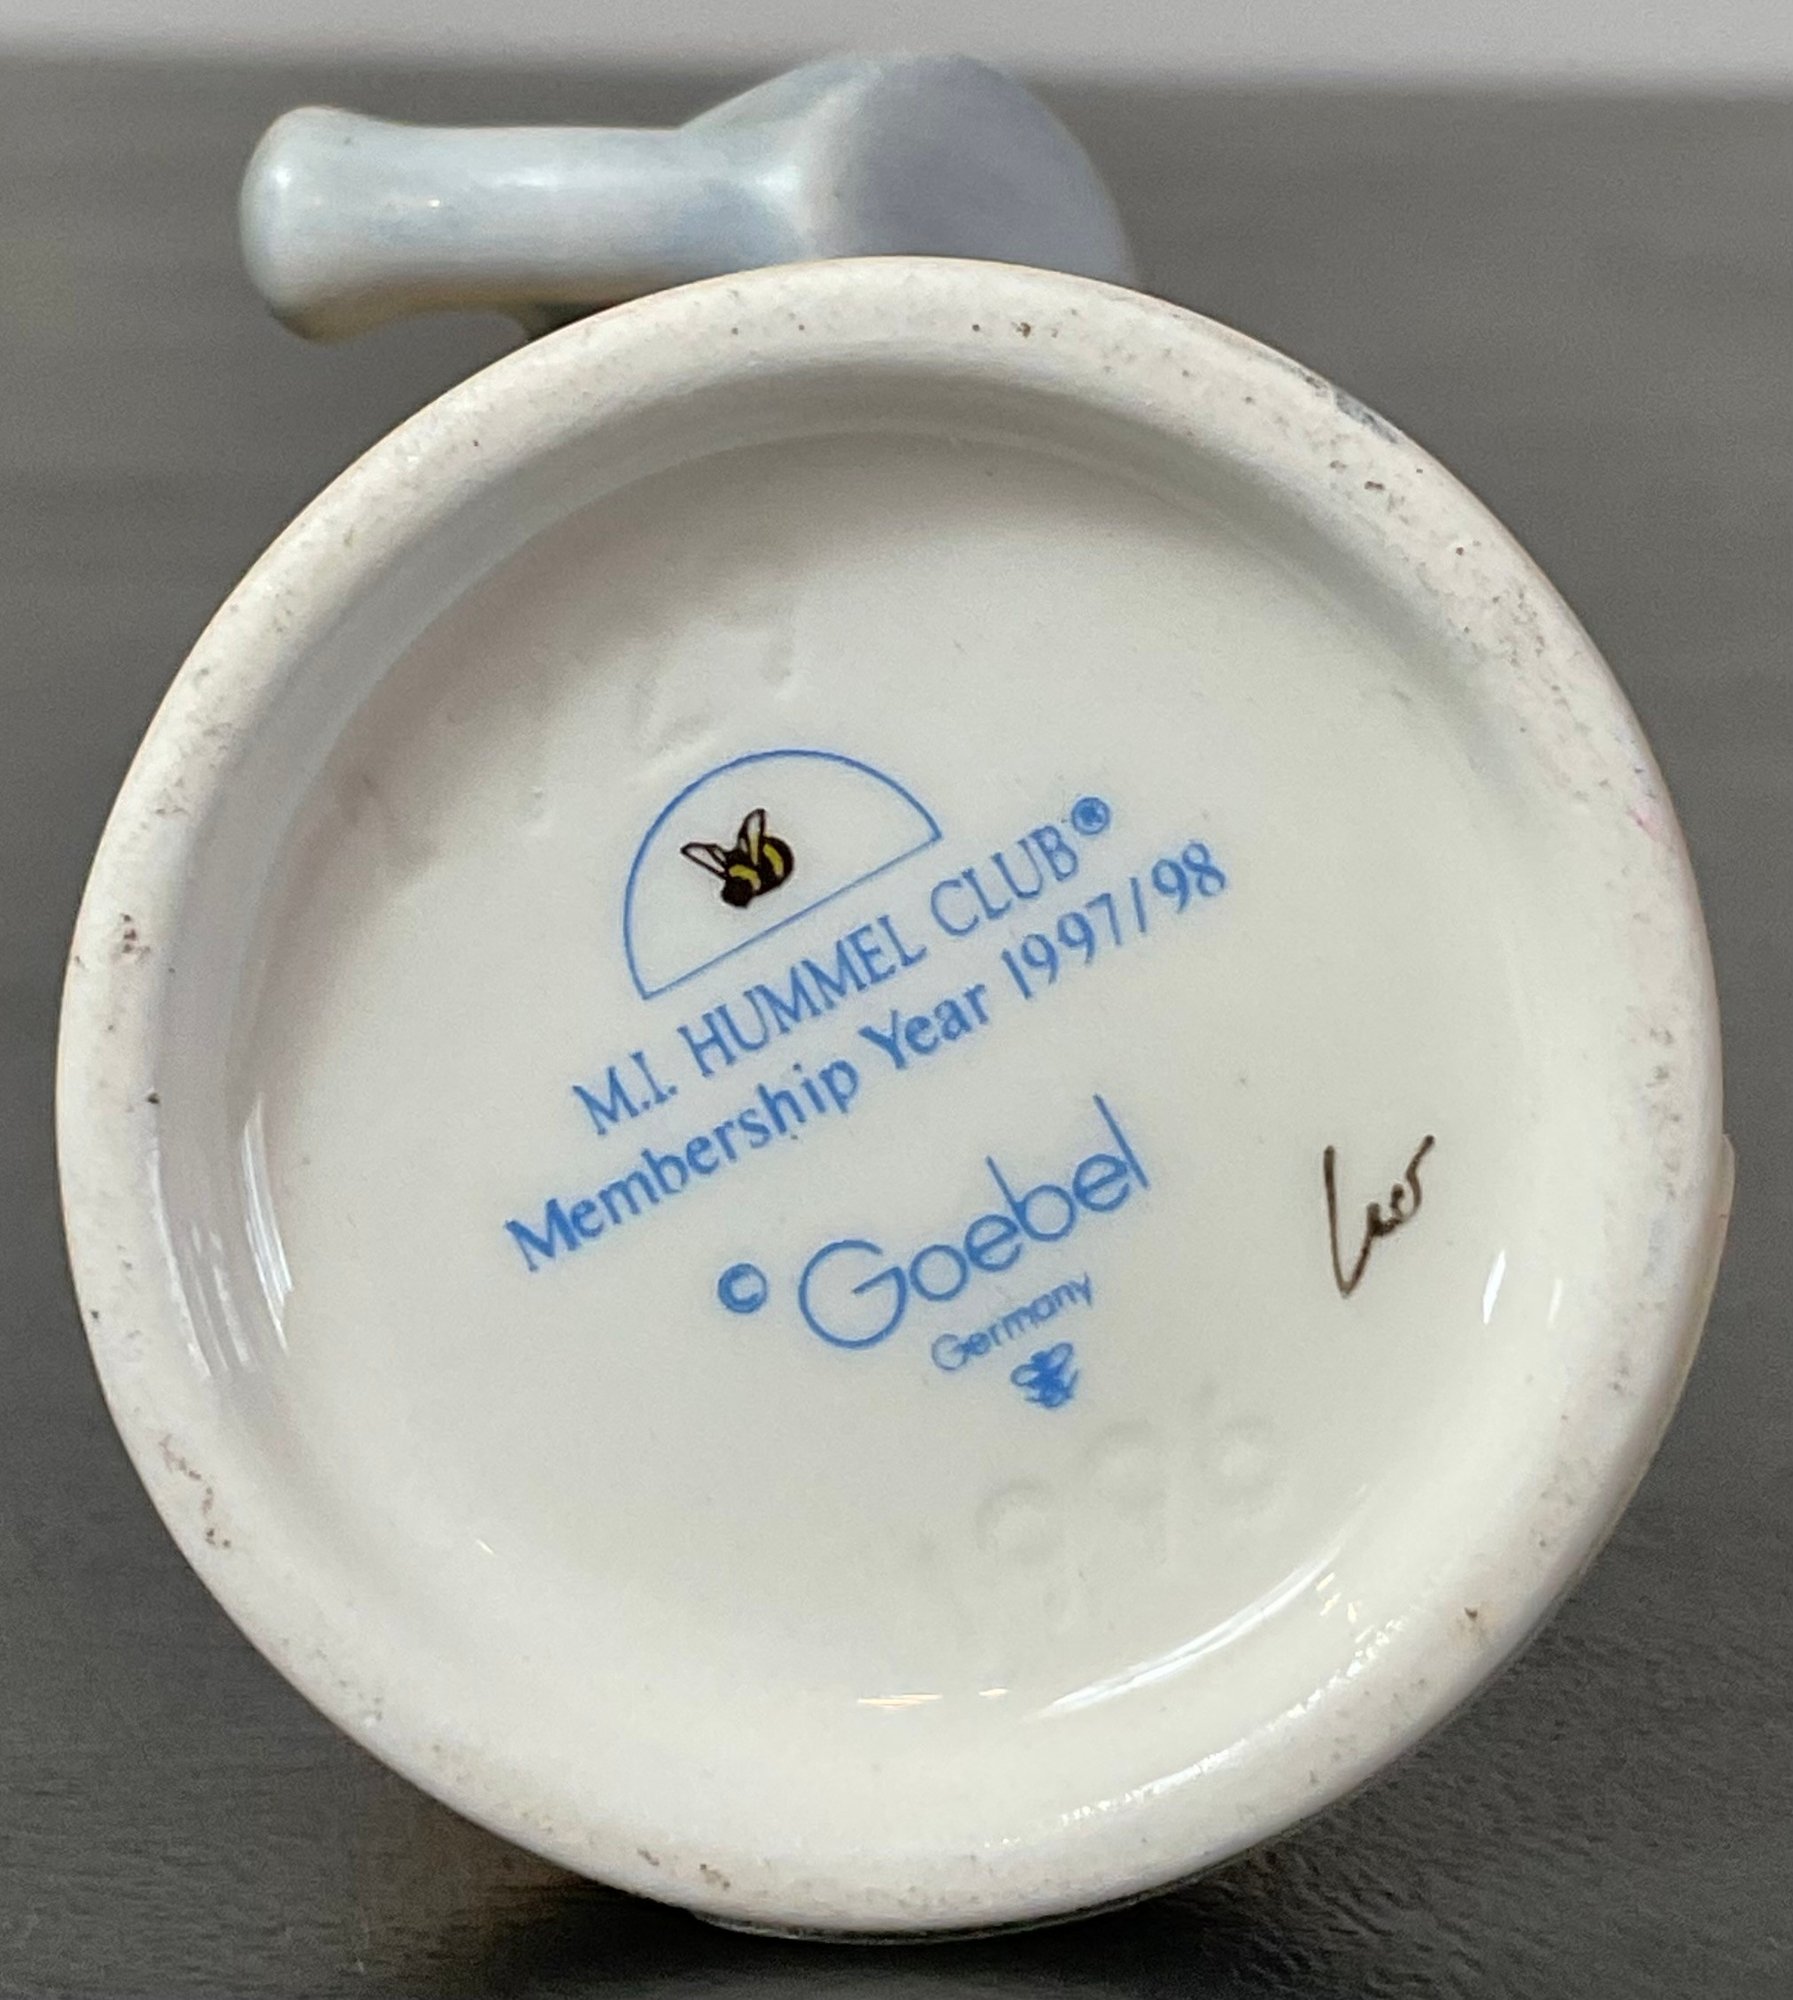 M.I. HUMMEL CLUB®
Membership Year 1997/98
© Goebel
Germany